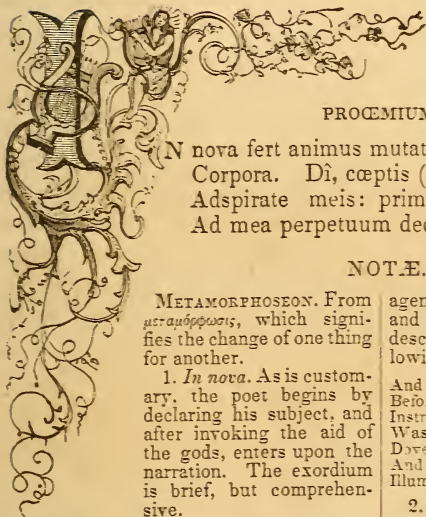 PROŒMIUM
IN nova fert animus mutat
Corpora. Dî, cœptis (
Adspirate meis: prim
Ad mea perpetuum ded
NOTÆ.
METAMORPHOSEON. From
μεταμόρφωσις, which signi-
fies the change of one thing
for another.
1. In nova. As is custom-
ary, the poet begins by
declaring his subject, and
after invoking the aid of
the gods, enters upon the
narration. The exordium
is brief, but comprehen-
sive.
agen
and
desc
lowi
And
Befo
Instr
Was
Dove
And
Illum
2.